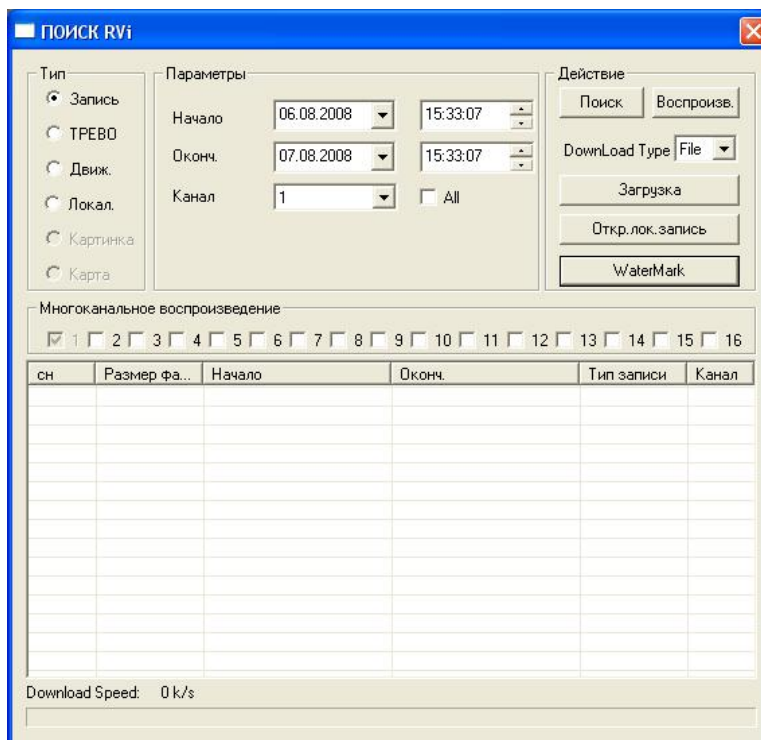 ПОИСК RVi
Тип
Запись
ТРЕВО
Движ.
Локал.
Картинка
Карта
Параметры
Начало 06.08.2008 15:33:07
Оконч. 07.08.2008 15:33:07
Канал 1 All
Действие
Поиск Воспроизв.
DownLoad Type File
Загрузка
Откр.лок.запись
WaterMark
Многоканальное воспроизведение
1 2 3 4 5 6 7 8 9 10 11 12 13 14 15 16
сн Размер фа... Начало Оконч. Тип записи Канал
Download Speed: 0 k/s